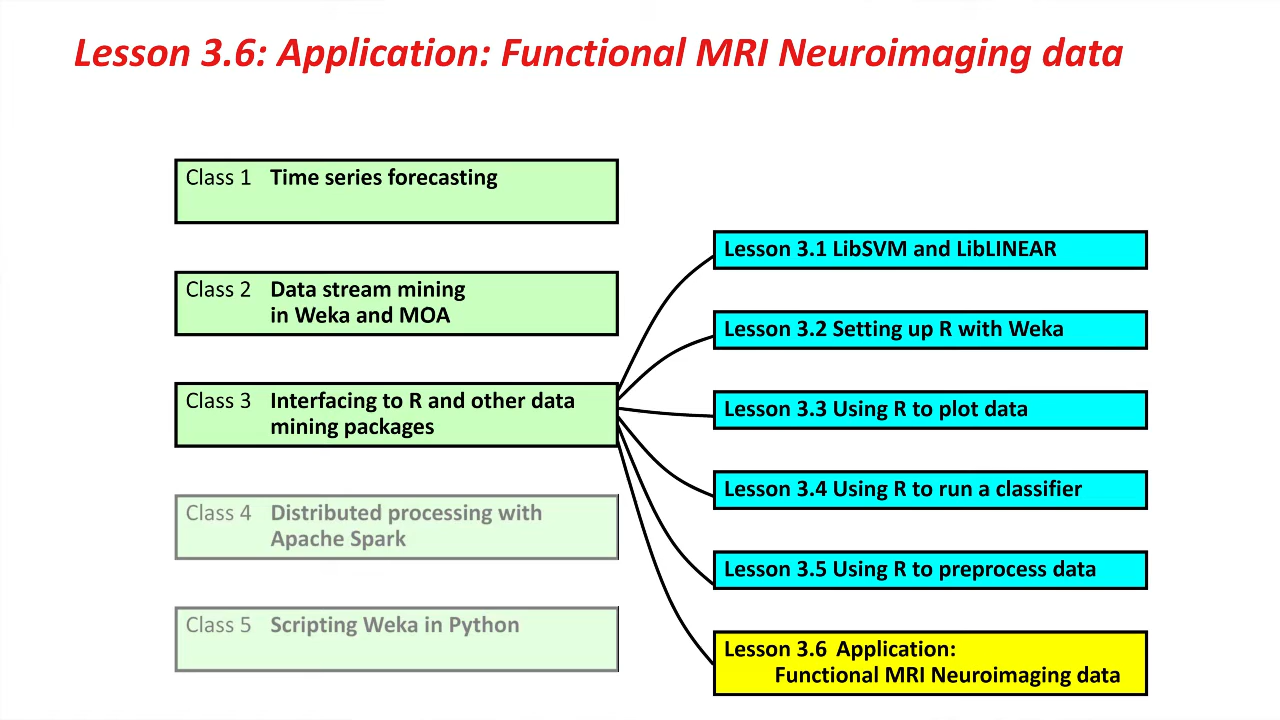 Lesson 3.6: Application: Functional MRI Neuroimaging data
Class 1 Time series forecasting
Class 2 Data stream mining
in Weka and MOA
Class 3 Interfacing to R and other data
mining packages
Class 4 Distributed processing with
Apache Spark
Class 5 Scripting Weka in Python
Lesson 3.1 LibSVM and LibLINEAR
Lesson 3.2 Setting up R with Weka
Lesson 3.3 Using R to plot data
Lesson 3.4 Using R to run a classifier
Lesson 3.5 Using R to preprocess data
Lesson 3.6 Application:
Functional MRI Neuroimaging data